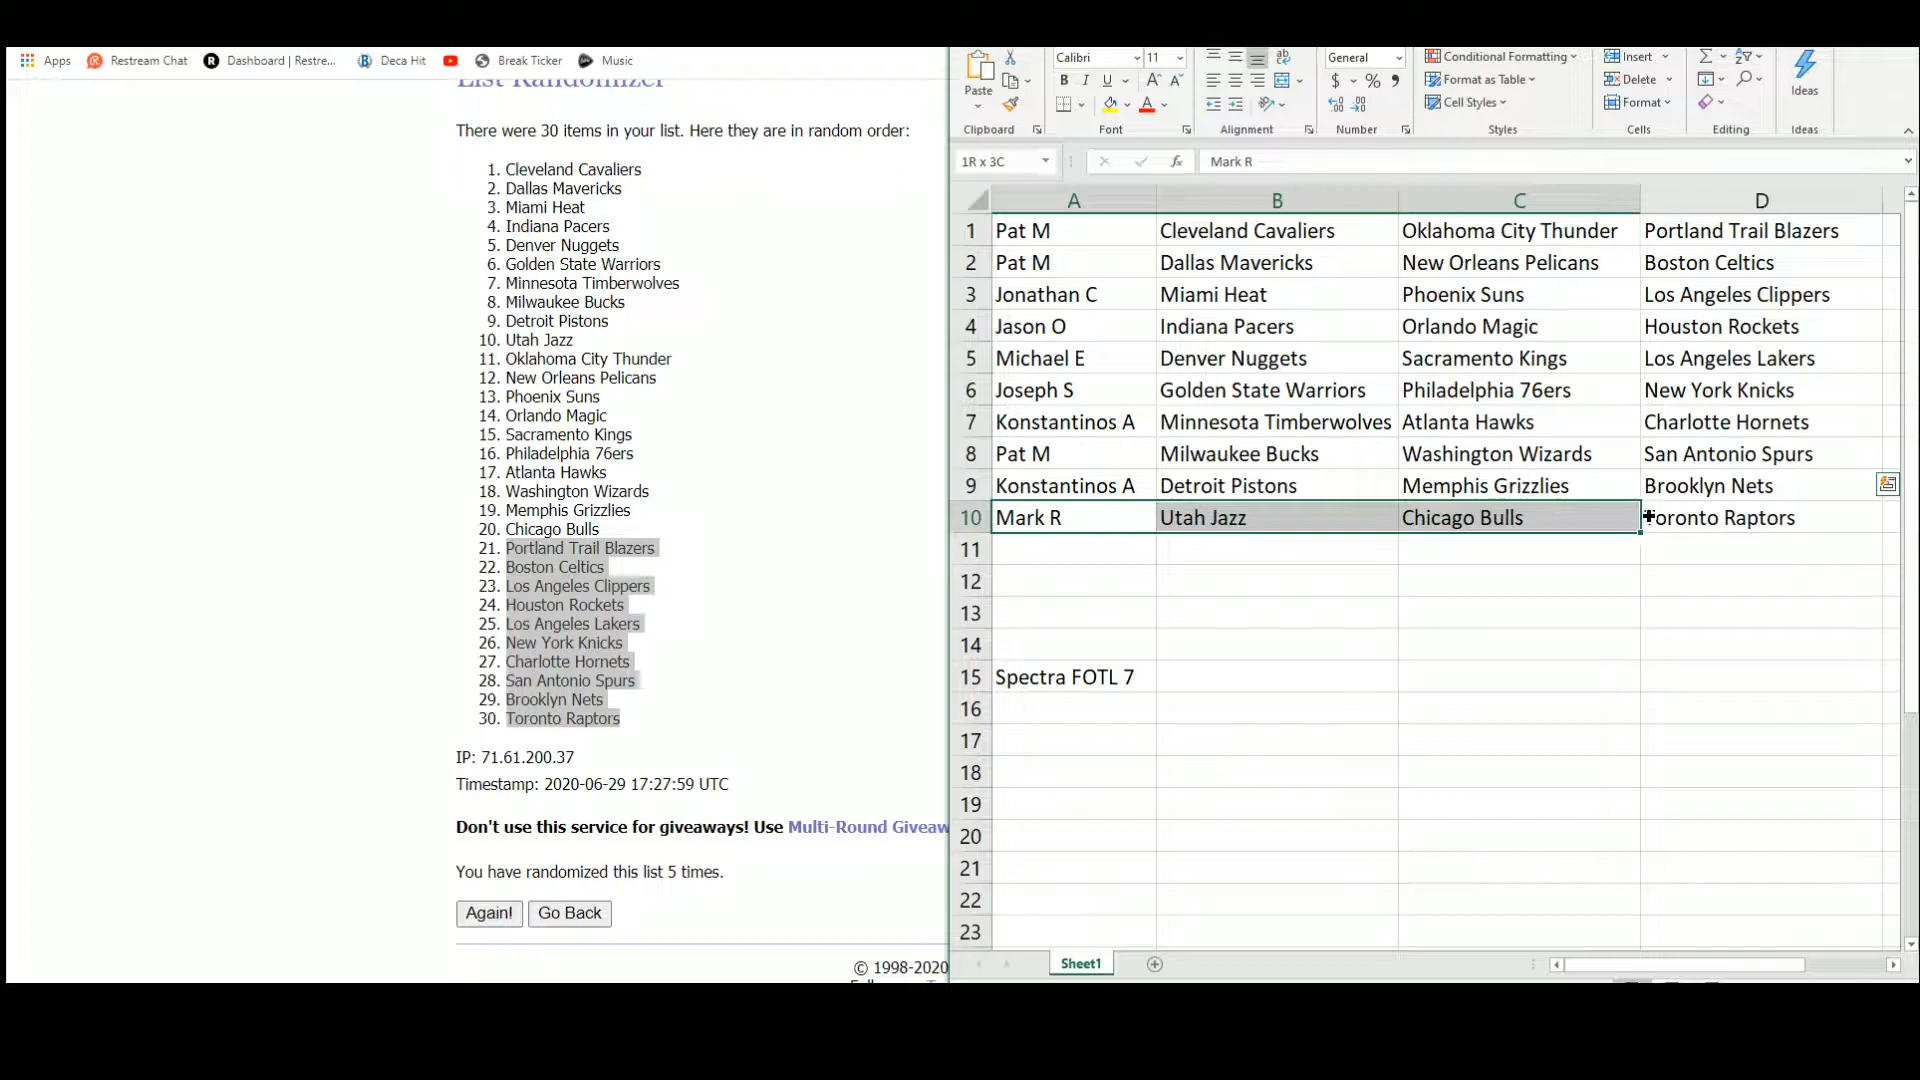 Apps Restream Chat Dashboard | Restre... Deca Hit Break Ticker Music
List Randomizer
There were 30 items in your list. Here they are in random order:
1. Cleveland Cavaliers
2. Dallas Mavericks
3. Miami Heat
4. Indiana Pacers
5. Denver Nuggets
6. Golden State Warriors
7. Minnesota Timberwolves
8. Milwaukee Bucks
9. Detroit Pistons
10. Utah Jazz
11. Oklahoma City Thunder
12. New Orleans Pelicans
13. Phoenix Suns
14. Orlando Magic
15. Sacramento Kings
16. Philadelphia 76ers
17. Atlanta Hawks
18. Washington Wizards
19. Memphis Grizzlies
20. Chicago Bulls
21. Portland Trail Blazers
22. Boston Celtics
23. Los Angeles Clippers
24. Houston Rockets
25. Los Angeles Lakers
26. New York Knicks
27. Charlotte Hornets
28. San Antonio Spurs
29. Brooklyn Nets
30. Toronto Raptors
IP: 71.61.200.37
Timestamp: 2020-06-29 17:27:59 UTC
Don't use this service for giveaways! Use Multi-Round Giveaw
You have randomized this list 5 times.
Again! Go Back
© 1998-2020
Calibri 11 General Conditional Formatting Insert
Paste B I U $ % Format as Table Delete Ideas
A Cell Styles Format
Clipboard Font Alignment Number Styles Cells Editing Ideas
1R x 3C fx Mark R
A B C D
1 Pat M Cleveland Cavaliers Oklahoma City Thunder Portland Trail Blazers
2 Pat M Dallas Mavericks New Orleans Pelicans Boston Celtics
3 Jonathan C Miami Heat Phoenix Suns Los Angeles Clippers
4 Jason O Indiana Pacers Orlando Magic Houston Rockets
5 Michael E Denver Nuggets Sacramento Kings Los Angeles Lakers
6 Joseph S Golden State Warriors Philadelphia 76ers New York Knicks
7 Konstantinos A Minnesota Timberwolves Atlanta Hawks Charlotte Hornets
8 Pat M Milwaukee Bucks Washington Wizards San Antonio Spurs
9 Konstantinos A Detroit Pistons Memphis Grizzlies Brooklyn Nets
10 Mark R Utah Jazz Chicago Bulls Toronto Raptors
11
12
13
14
15 Spectra FOTL 7
16
17
18
19
20
21
22
23
Sheet1